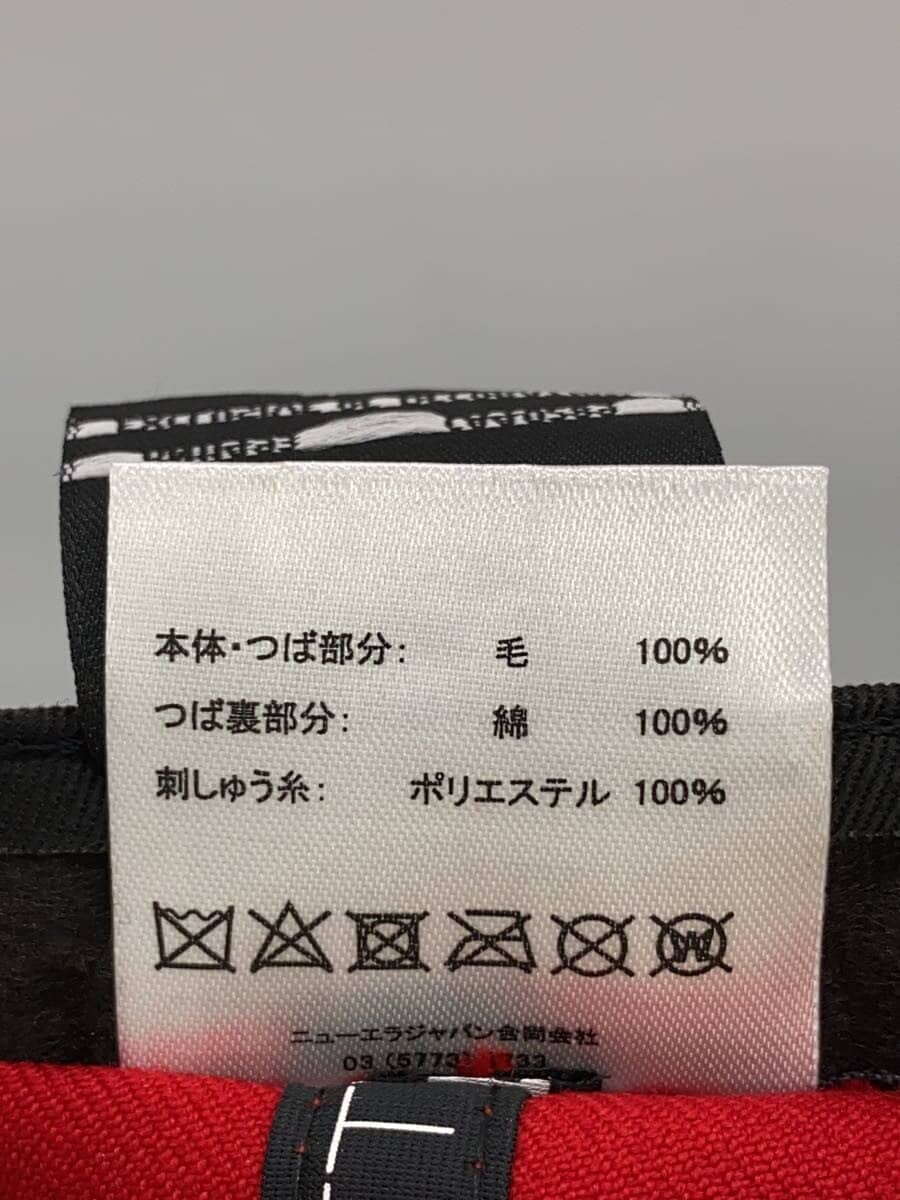 本体・つば部分: 毛 100%
つば裏部分: 綿 100%
刺しゅう糸: ポリエステル 100%
ニューエラジャパン合同会社
03 (5773)